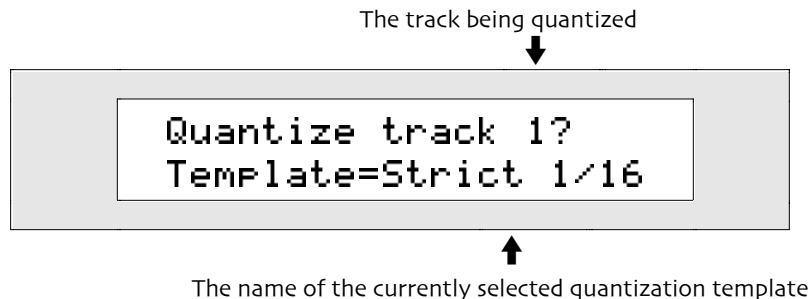 The track being quantized
Quantize track 1?
Template=Strict 1/16
The name of the currently selected quantization template